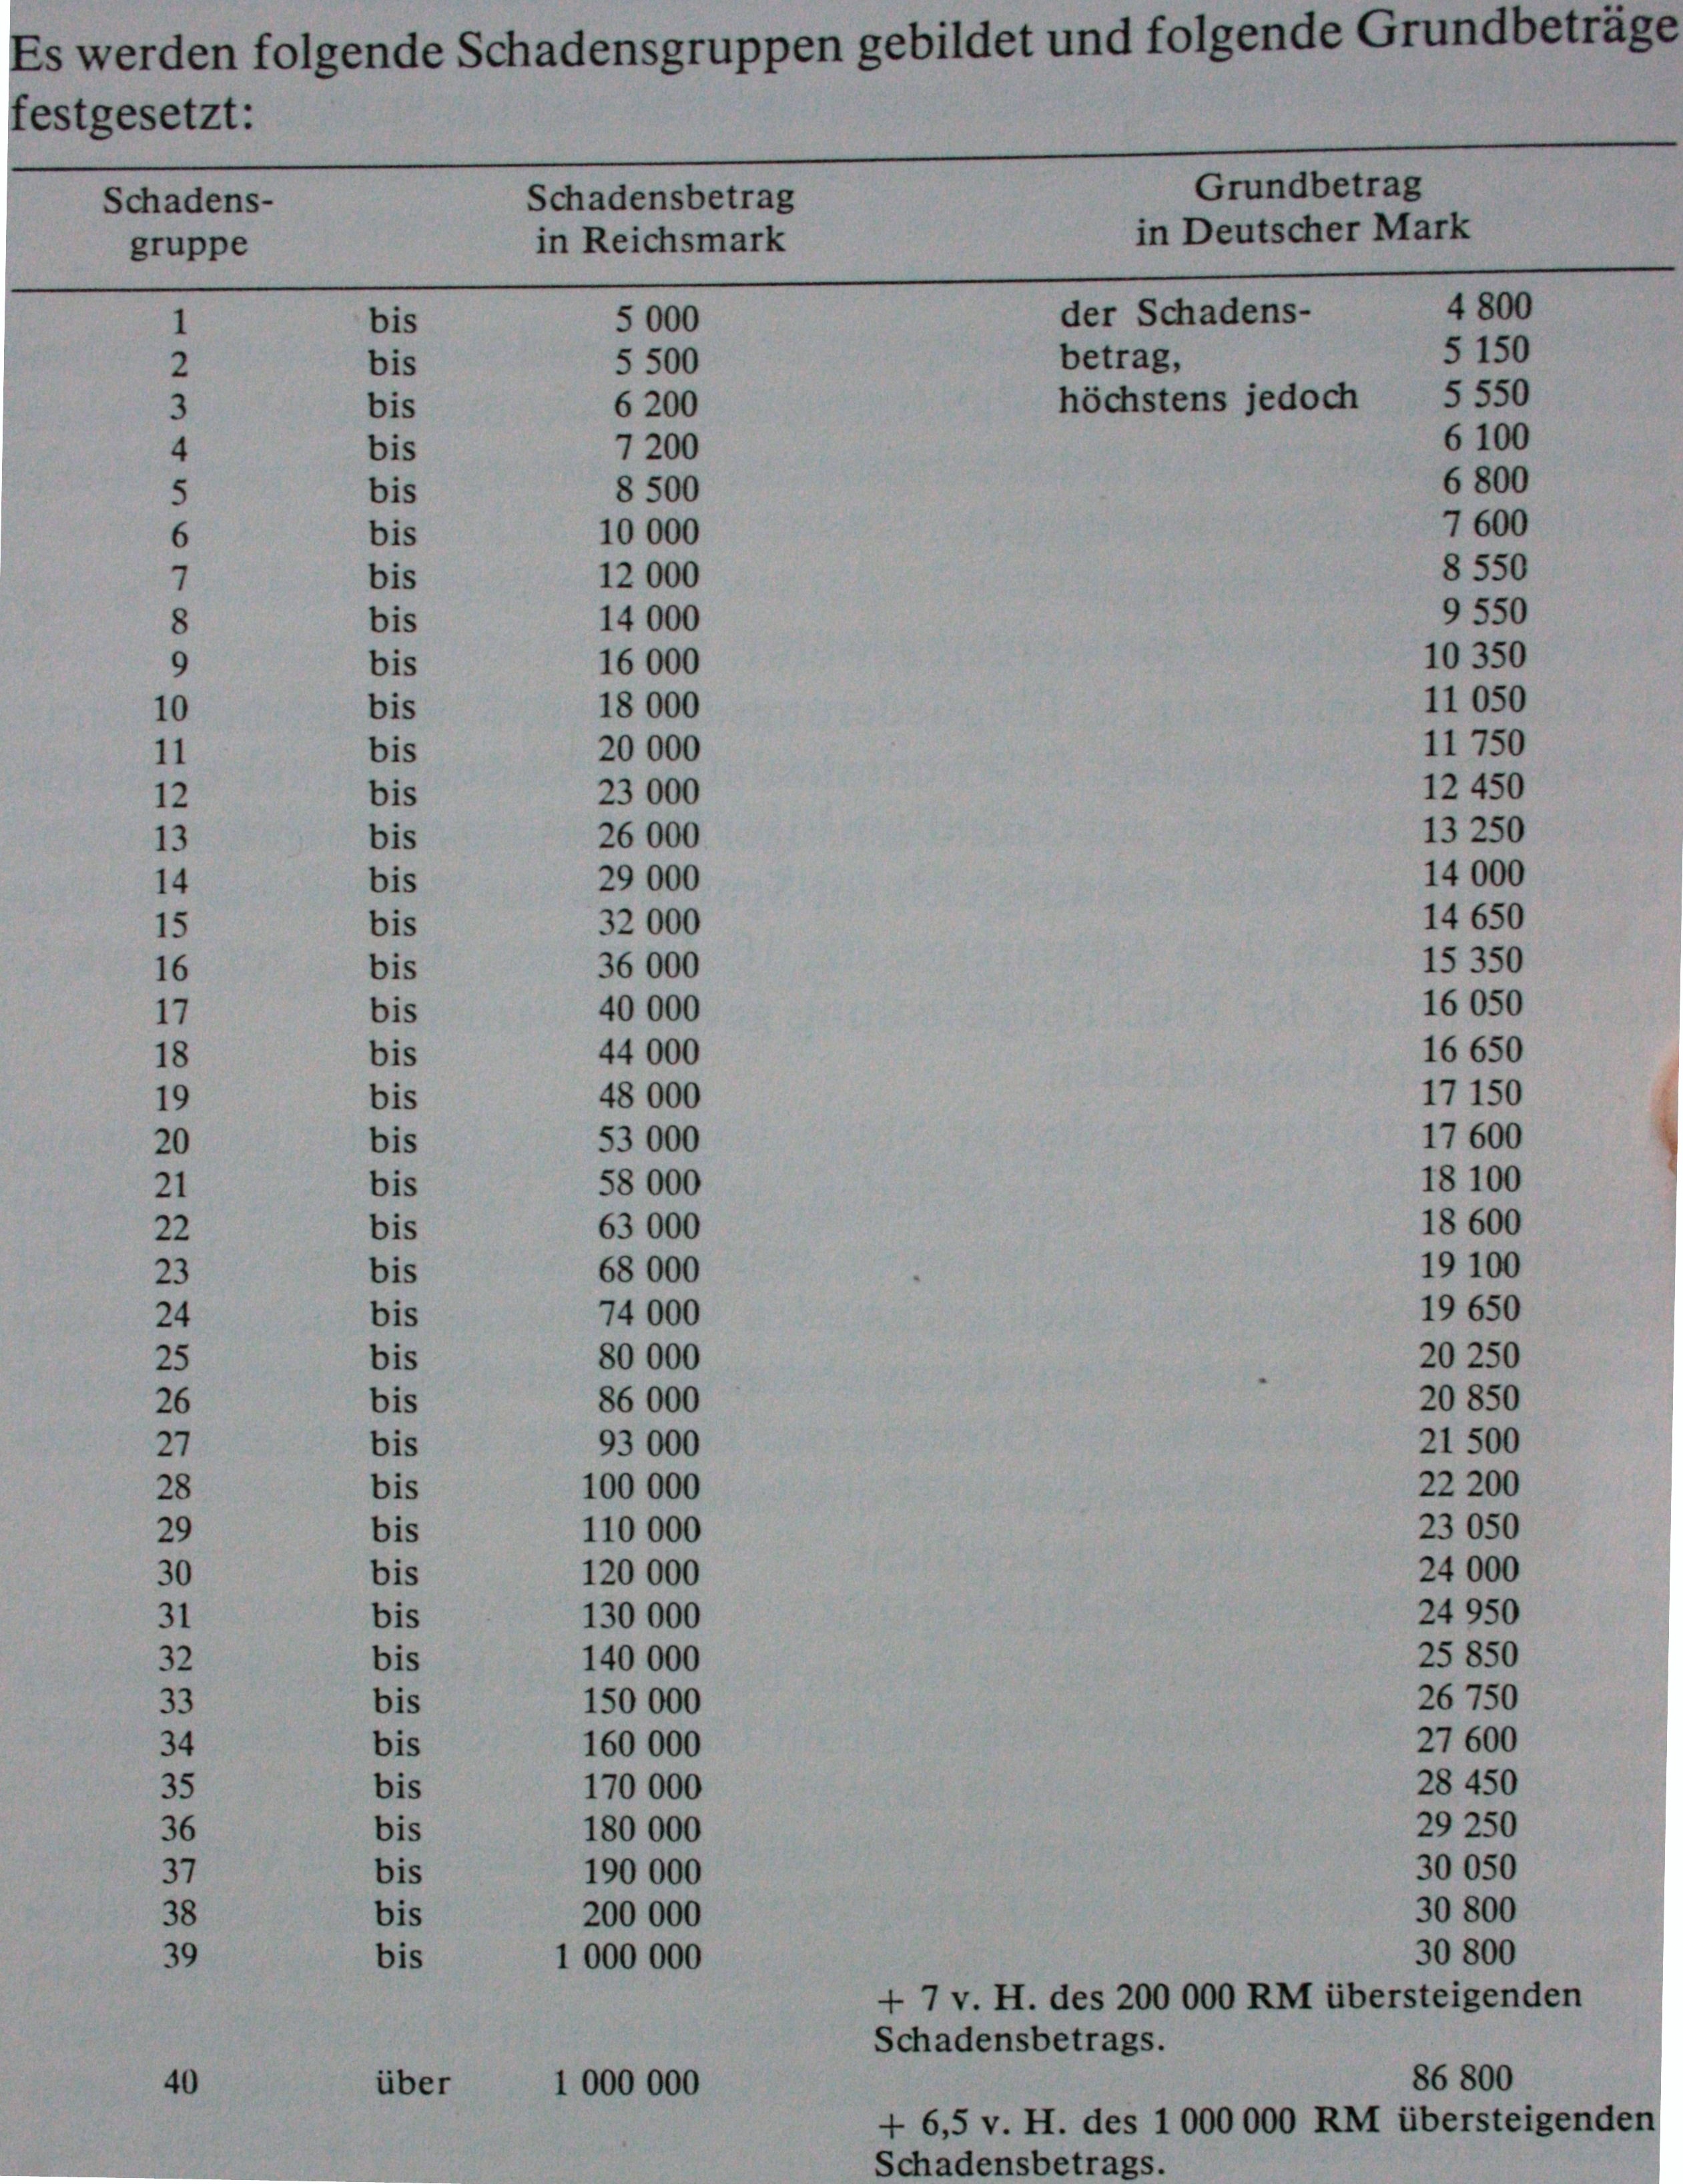 Es werden folgende Schadensgruppen gebildet und folgende Grundbeträge
festgesetzt:
Schadens- Schadensbetrag Grundbetrag
gruppe in Reichsmark in Deutscher Mark
1 bis 5 000 der Schadens- 4 800
2 bis 5 500 betrag, 5 150
3 bis 6 200 höchstens jedoch 5 550
4 bis 7 200 6 100
5 bis 8 500 6 800
6 bis 10 000 7 600
7 bis 12 000 8 550
8 bis 14 000 9 550
9 bis 16 000 10 350
10 bis 18 000 11 050
11 bis 20 000 11 750
12 bis 23 000 12 450
13 bis 26 000 13 250
14 bis 29 000 14 000
15 bis 32 000 14 650
16 bis 36 000 15 350
17 bis 40 000 16 050
18 bis 44 000 16 650
19 bis 48 000 17 150
20 bis 53 000 17 600
21 bis 58 000 18 100
22 bis 63 000 18 600
23 bis 68 000 19 100
24 bis 74 000 19 650
25 bis 80 000 20 250
26 bis 86 000 20 850
27 bis 93 000 21 500
28 bis 100 000 22 200
29 bis 110 000 23 050
30 bis 120 000 24 000
31 bis 130 000 24 950
32 bis 140 000 25 850
33 bis 150 000 26 750
34 bis 160 000 27 600
35 bis 170 000 28 450
36 bis 180 000 29 250
37 bis 190 000 30 050
38 bis 200 000 30 800
39 bis 1 000 000 30 800
+ 7 v. H. des 200 000 RM übersteigenden
Schadensbetrags.
40 über 1 000 000 86 800
+ 6,5 v. H. des 1 000 000 RM übersteigenden
Schadensbetrags.